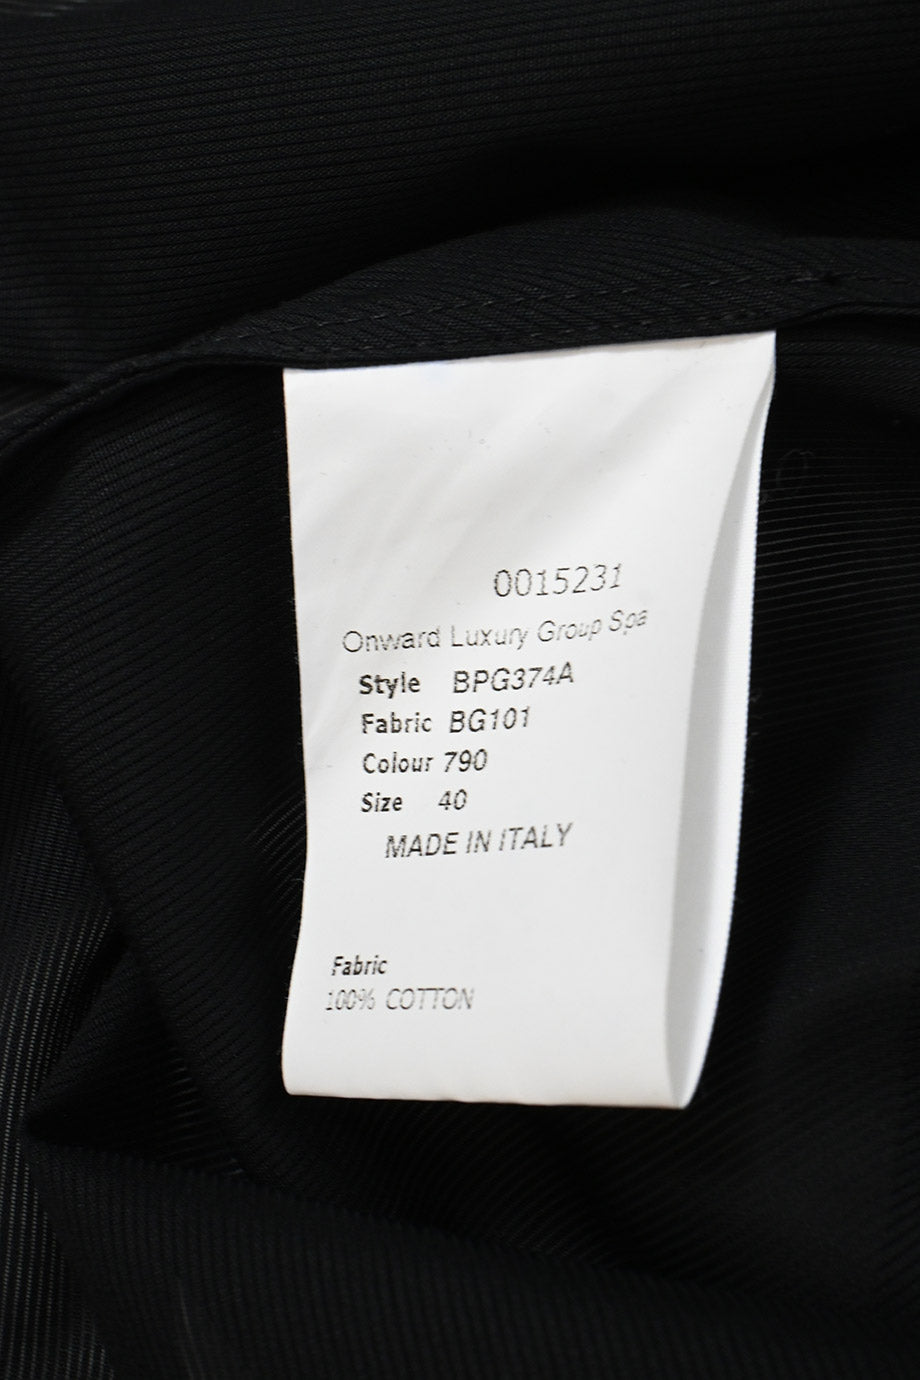 0015231
Onward Luxury Group Spa
Style BPG374A
Fabric BG101
Colour 790
Size 40
MADE IN ITALY
Fabric
100% COTTON